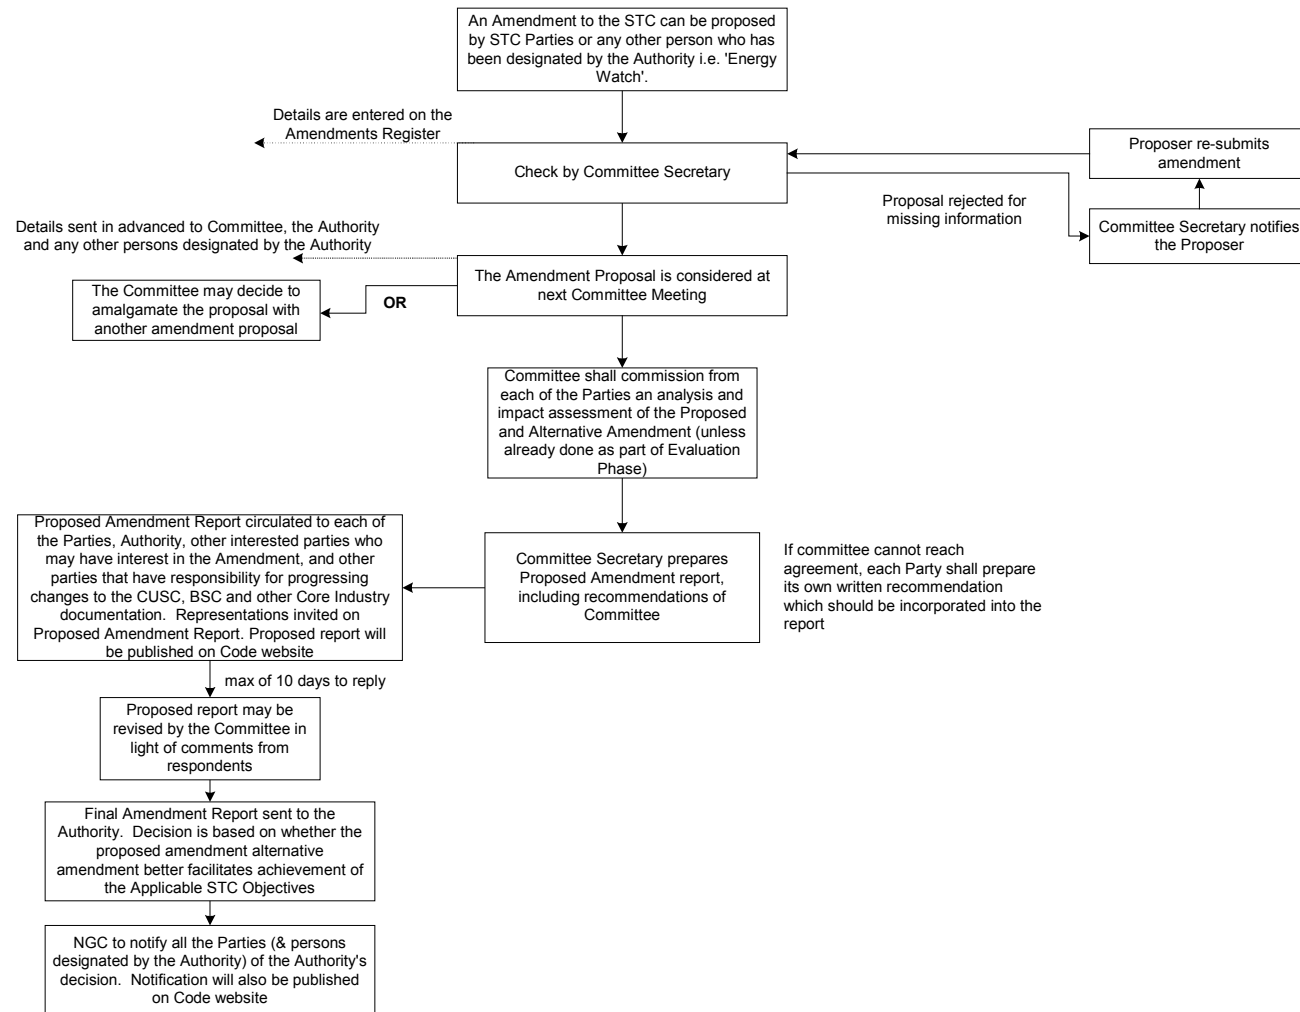 An Amendment to the STC can be proposed
by STC Parties or any other person who has
been designated by the Authority i.e. 'Energy
Watch'.
Details are entered on the
Amendments Register
Check by Committee Secretary
Proposer re-submits
amendment
Proposal rejected for
missing information
Committee Secretary notifies
the Proposer
Details sent in advanced to Committee, the Authority
and any other persons designated by the Authority
The Amendment Proposal is considered at
next Committee Meeting
The Committee may decide to
amalgamate the proposal with
another amendment proposal
OR
Committee shall commission from
each of the Parties an analysis and
impact assessment of the Proposed
and Alternative Amendment (unless
already done as part of Evaluation
Phase)
Committee Secretary prepares
Proposed Amendment report,
including recommendations of
Committee
If committee cannot reach
agreement, each Party shall prepare
its own written recommendation
which should be incorporated into the
report
Proposed Amendment Report circulated to each of
the Parties, Authority, other interested parties who
may have interest in the Amendment, and other
parties that have responsibility for progressing
changes to the CUSC, BSC and other Core Industry
documentation.  Representations invited on
Proposed Amendment Report. Proposed report will
be published on Code website
max of 10 days to reply
Proposed report may be
revised by the Committee in
light of comments from
respondents
Final Amendment Report sent to the
Authority.  Decision is based on whether the
proposed amendment alternative
amendment better facilitates achievement of
the Applicable STC Objectives
NGC to notify all the Parties (& persons
designated by the Authority) of the Authority's
decision.  Notification will also be published
on Code website